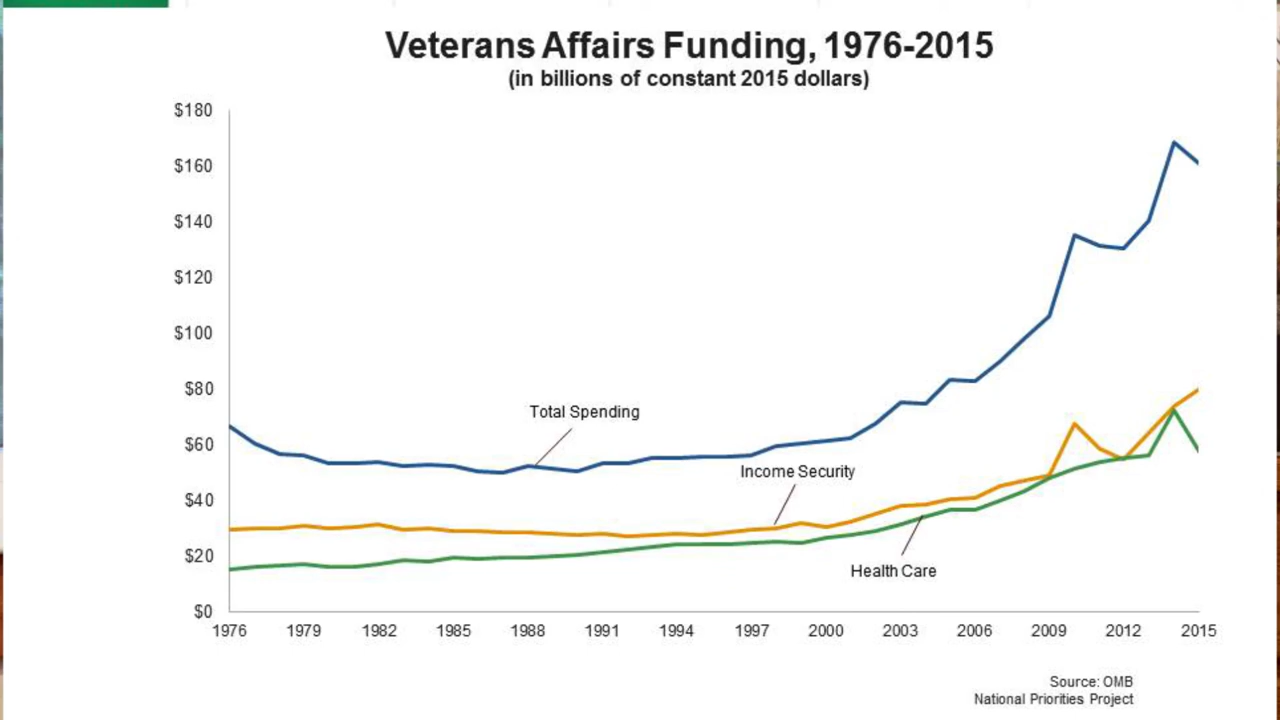 Veterans Affairs Funding, 1976-2015
(in billions of constant 2015 dollars)
$180
$160
$140
$120
$100
$80
Total Spending
$60
Income Security
$40
Health Care
$20
$0
1976 1979 1982 1985 1988 1991 1994 1997 2000 2003 2006 2009 2012 2015
Source: OMB
National Priorities Project